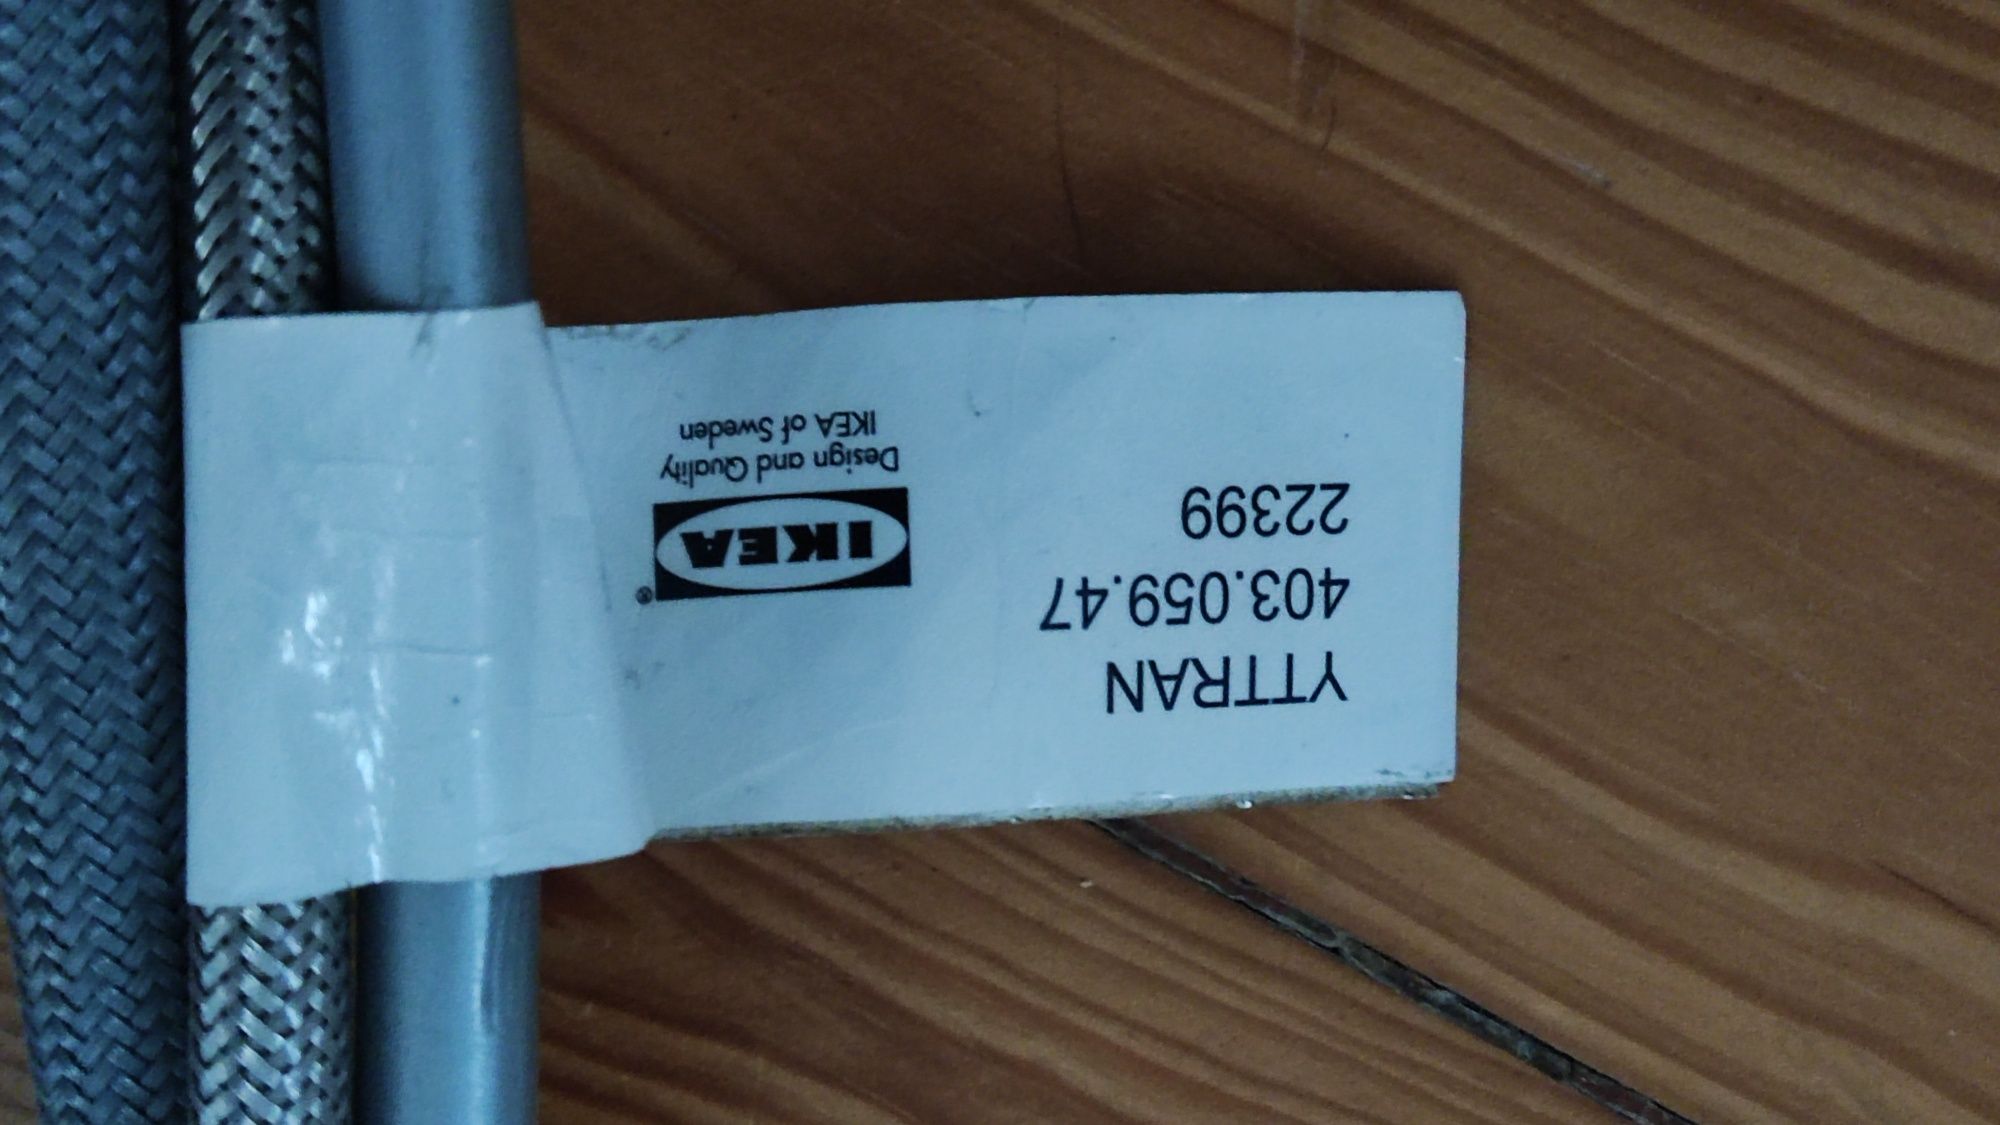 YTTRAN
403.059.47
22399
IKEA®
Design and Quality
IKEA of Sweden